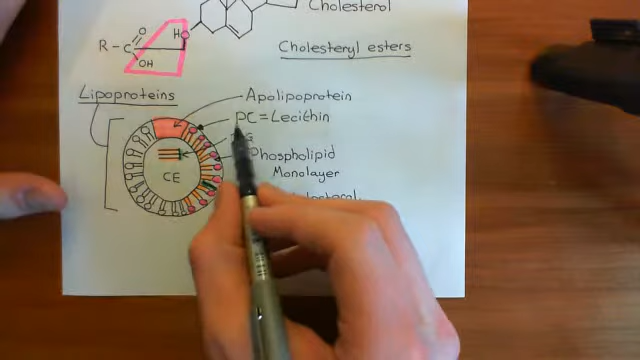 Cholesterol
R-C
O
OH
HO
Cholesteryl esters
Lipoproteins
Apolipoprotein
PC = Lecithin
Phospholipid
Monolayer
CE